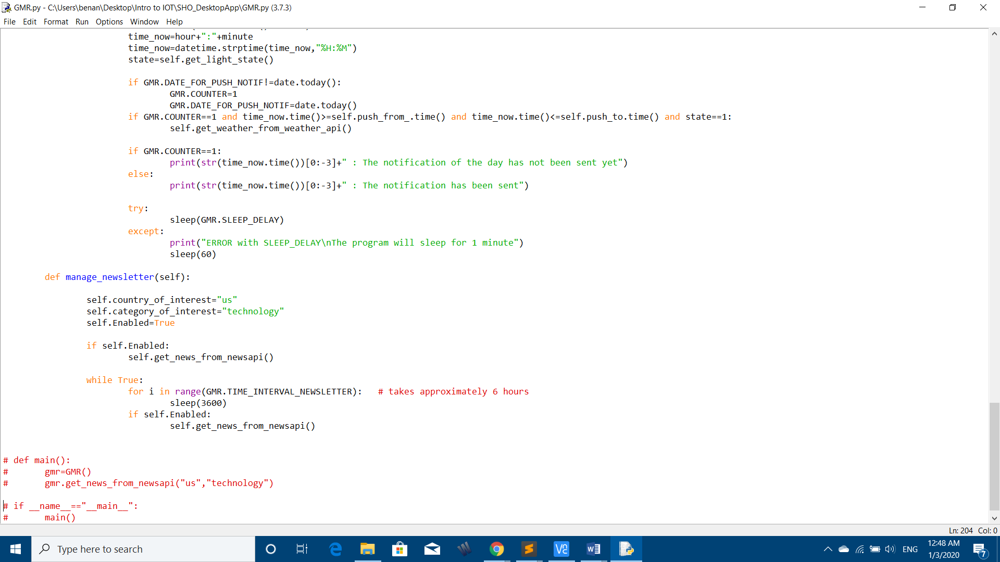 GMR.py - C:\Users\benan\Desktop\Intro to IOT\SHO_DesktopApp\GMR.py (3.7.3)
File Edit Format Run Options Window Help
time_now=hour+":"+minute
time_now=datetime.strptime(time_now,"%H:%M")
state=self.get_light_state()
if GMR.DATE_FOR_PUSH_NOTIF!=date.today():
GMR.COUNTER=1
GMR.DATE_FOR_PUSH_NOTIF=date.today()
if GMR.COUNTER==1 and time_now.time()>=self.push_from_.time() and time_now.time()<=self.push_to.time() and state==1:
self.get_weather_from_weather_api()
if GMR.COUNTER==1:
print(str(time_now.time())[0:-3]+" : The notification of the day has not been sent yet")
else:
print(str(time_now.time())[0:-3]+" : The notification has been sent")
try:
sleep(GMR.SLEEP_DELAY)
except:
print("ERROR with SLEEP_DELAY\nThe program will sleep for 1 minute")
sleep(60)
def manage_newsletter(self):
self.country_of_interest="us"
self.category_of_interest="technology"
self.Enabled=True
if self.Enabled:
self.get_news_from_newsapi()
while True:
for i in range(GMR.TIME_INTERVAL_NEWSLETTER):   # takes approximately 6 hours
sleep(3600)
if self.Enabled:
self.get_news_from_newsapi()
# def main():
#       gmr=GMR()
#       gmr.get_news_from_newsapi("us","technology")
# if __name__=="__main__":
#       main()
Ln: 204 Col: 0
Type here to search
ENG
12:48 AM
1/3/2020
7